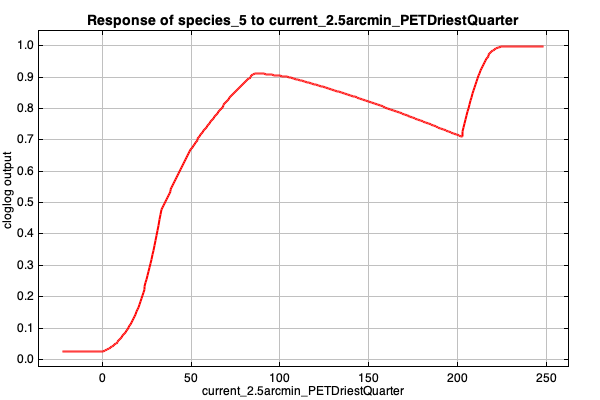 Response of species_5 to current_2.5arcmin_PETDriestQuarter
1.0
0.9
0.8
0.7
0.6
0.5
0.4
0.3
0.2
0.1
0.0
cloglog output
0 50 100 150 200 250
current_2.5arcmin_PETDriestQuarter